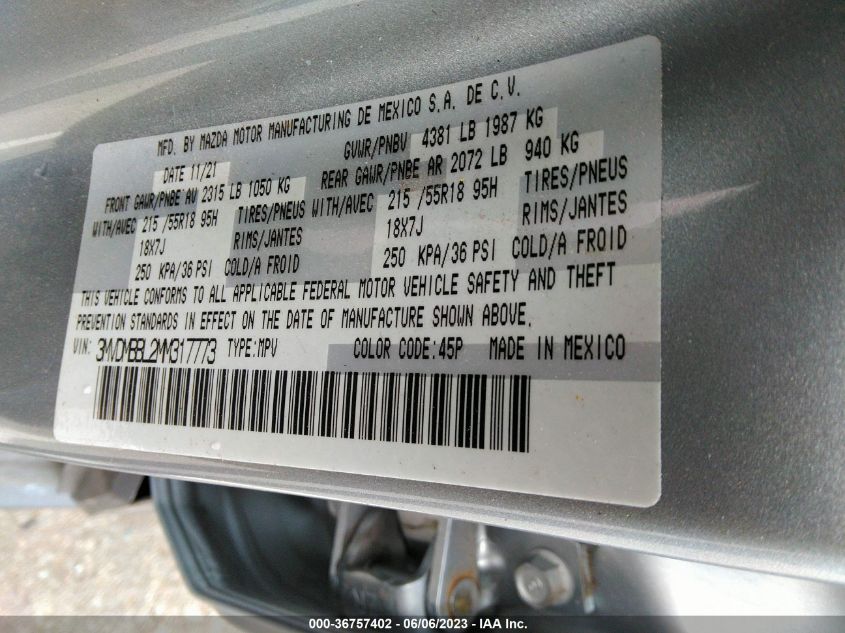 MFD. BY MAZDA MOTOR MANUFACTURING DE MEXICO S.A. DE C.V.
DATE 11/21 GVWR/PNBV 4381 LB 1987 KG
FRONT GAWR/PNBE AV 2315 LB 1050 KG REAR GAWR/PNBE AR 2072 LB 940 KG
WITH/AVEC 215 /55R18 95H TIRES/PNEUS WITH/AVEC 215 /55R18 95H TIRES/PNEUS
18X7J RIMS/JANTES 18X7J RIMS/JANTES
250 KPA/36 PSI COLD/A FROID 250 KPA/36 PSI COLD/A FROID
THIS VEHICLE CONFORMS TO ALL APPLICABLE FEDERAL MOTOR VEHICLE SAFETY AND THEFT
PREVENTION STANDARDS IN EFFECT ON THE DATE OF MANUFACTURE SHOWN ABOVE.
VIN: TYPE:MPV COLOR CODE:45P MADE IN MEXICO
000-36757402 - 06/06/2023 - IAA Inc.